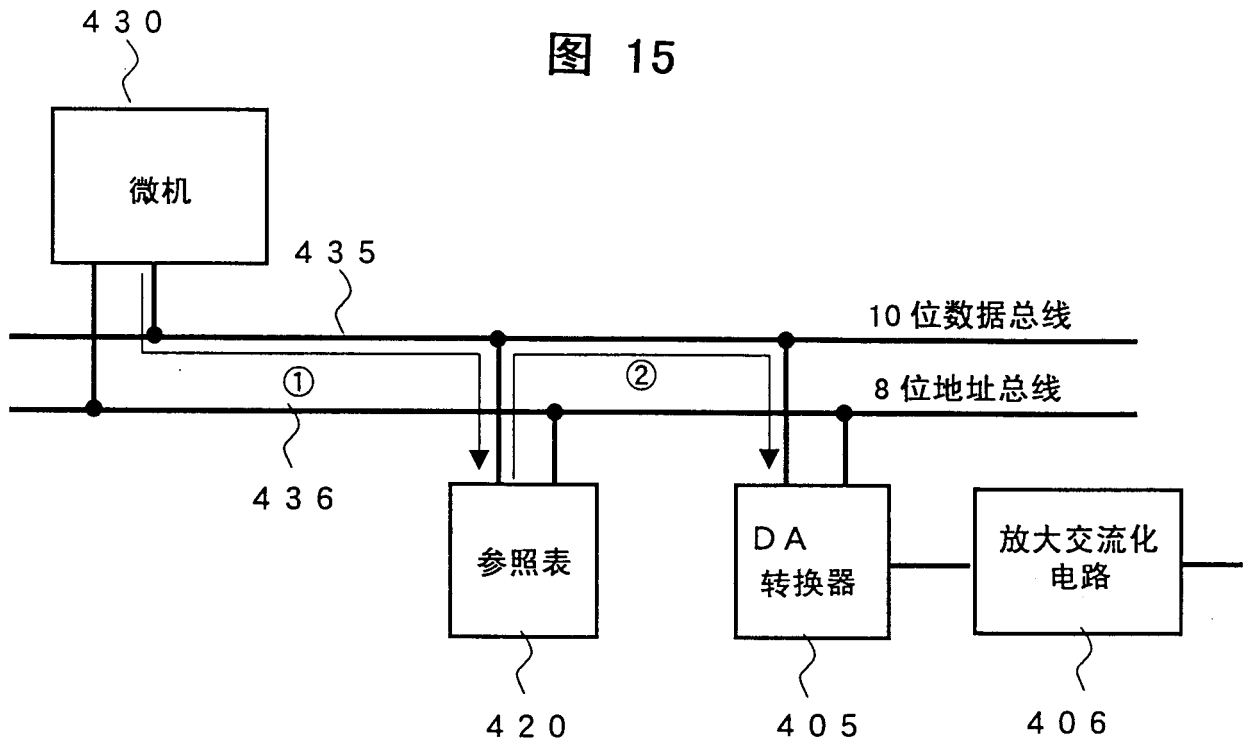 430
图 15
微机
435
10 位数据总线
①
②
8 位地址总线
436
参照表
DA
转换器
放大交流化
电路
420
405
406